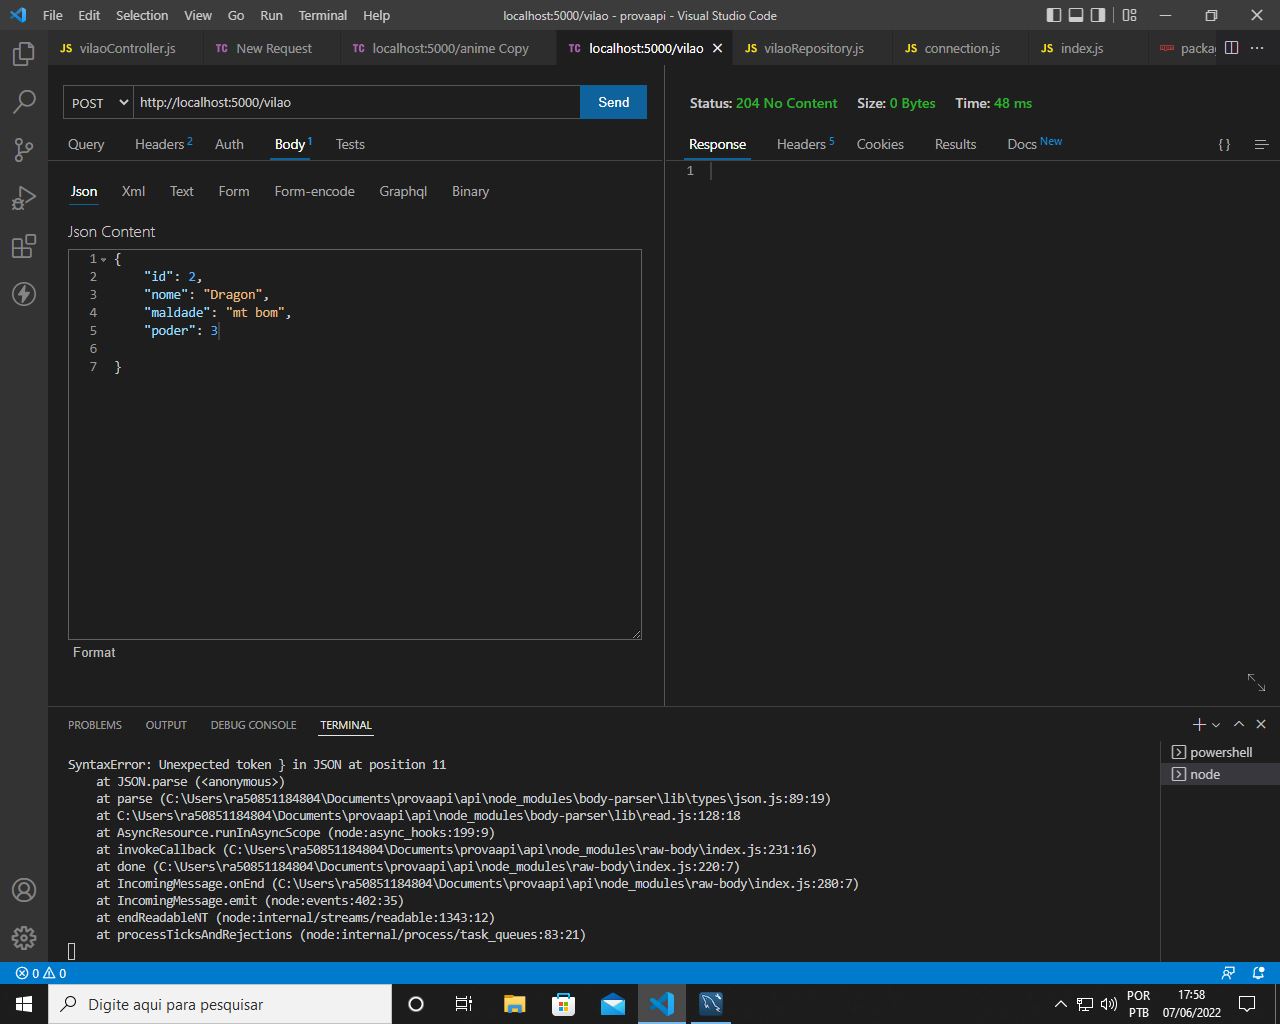 File Edit Selection View Go Run Terminal Help localhost:5000/vilao - provaapi - Visual Studio Code
JS vilaoController.js TC New Request TC localhost:5000/anime Copy TC localhost:5000/vilao JS vilaoRepository.js JS connection.js JS index.js packa
POST http://localhost:5000/vilao Send
Status: 204 No Content Size: 0 Bytes Time: 48 ms
Query Headers 2 Auth Body 1 Tests
Response Headers 5 Cookies Results Docs New { }
1
Json Xml Text Form Form-encode Graphql Binary
Json Content
1 {
2 "id": 2,
3 "nome": "Dragon",
4 "maldade": "mt bom",
5 "poder": 3
6
7 }
Format
PROBLEMS OUTPUT DEBUG CONSOLE TERMINAL
powershell
node
SyntaxError: Unexpected token } in JSON at position 11
at JSON.parse (<anonymous>)
at parse (C:\Users\ra50851184804\Documents\provaapi\api\node_modules\body-parser\lib\types\json.js:89:19)
at C:\Users\ra50851184804\Documents\provaapi\api\node_modules\body-parser\lib\read.js:128:18
at AsyncResource.runInAsyncScope (node:async_hooks:199:9)
at invokeCallback (C:\Users\ra50851184804\Documents\provaapi\api\node_modules\raw-body\index.js:231:16)
at done (C:\Users\ra50851184804\Documents\provaapi\api\node_modules\raw-body\index.js:220:7)
at IncomingMessage.onEnd (C:\Users\ra50851184804\Documents\provaapi\api\node_modules\raw-body\index.js:280:7)
at IncomingMessage.emit (node:events:402:35)
at endReadableNT (node:internal/streams/readable:1343:12)
at processTicksAndRejections (node:internal/process/task_queues:83:21)
0 0
Digite aqui para pesquisar
POR
PTB
17:58
07/06/2022